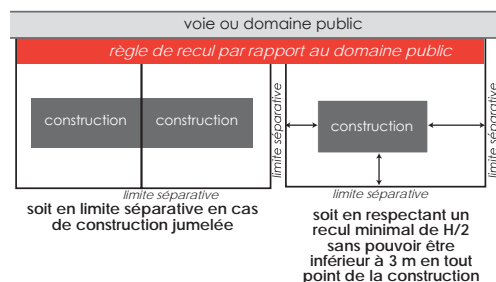 voie ou domaine public
règle de recul par rapport au domaine public
construction
construction
limite séparative
limite séparative
soit en limite séparative en cas
de construction jumelée
construction
limite séparative
limite séparative
soit en respectant un
recul minimal de H/2
sans pouvoir être
inférieur à 3 m en tout
point de la construction